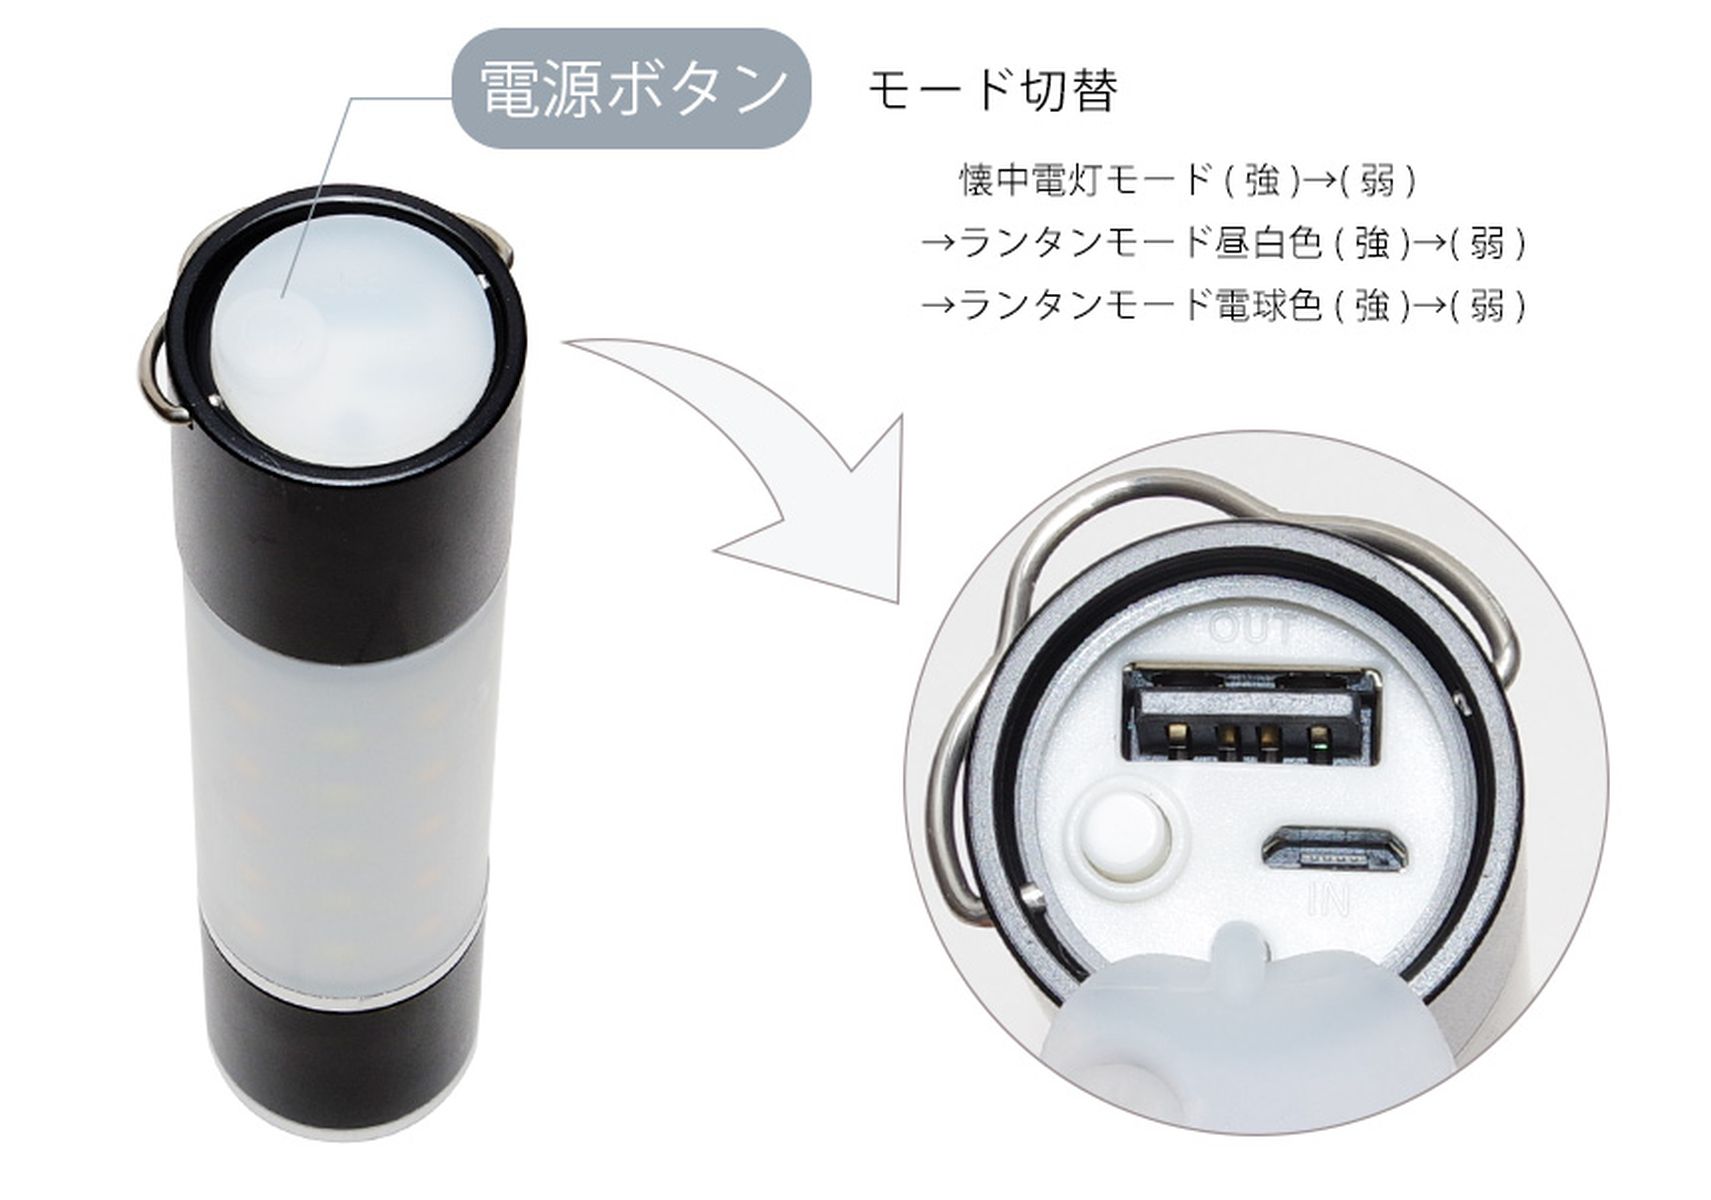 電源ボタン
モード切替
懐中電灯モード(強)→(弱)
→ランタンモード昼白色(強)→(弱)
→ランタンモード電球色(強)→(弱)
OUT
IN